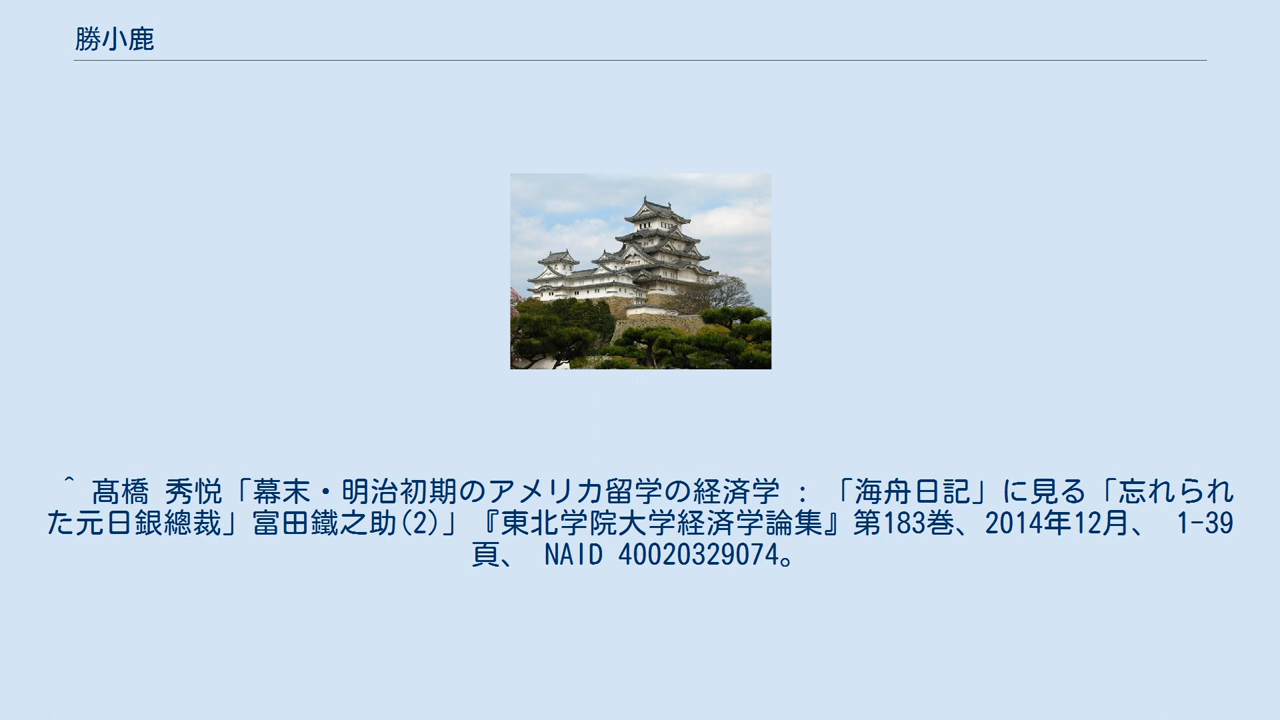 勝小鹿
^ 髙橋 秀悦「幕末・明治初期のアメリカ留学の経済学 : 「海舟日記」に見る「忘れられ
た元日銀總裁」富田鐵之助(2)」『東北学院大学経済学論集』第183巻、2014年12月、 1-39
頁、 NAID 40020329074。